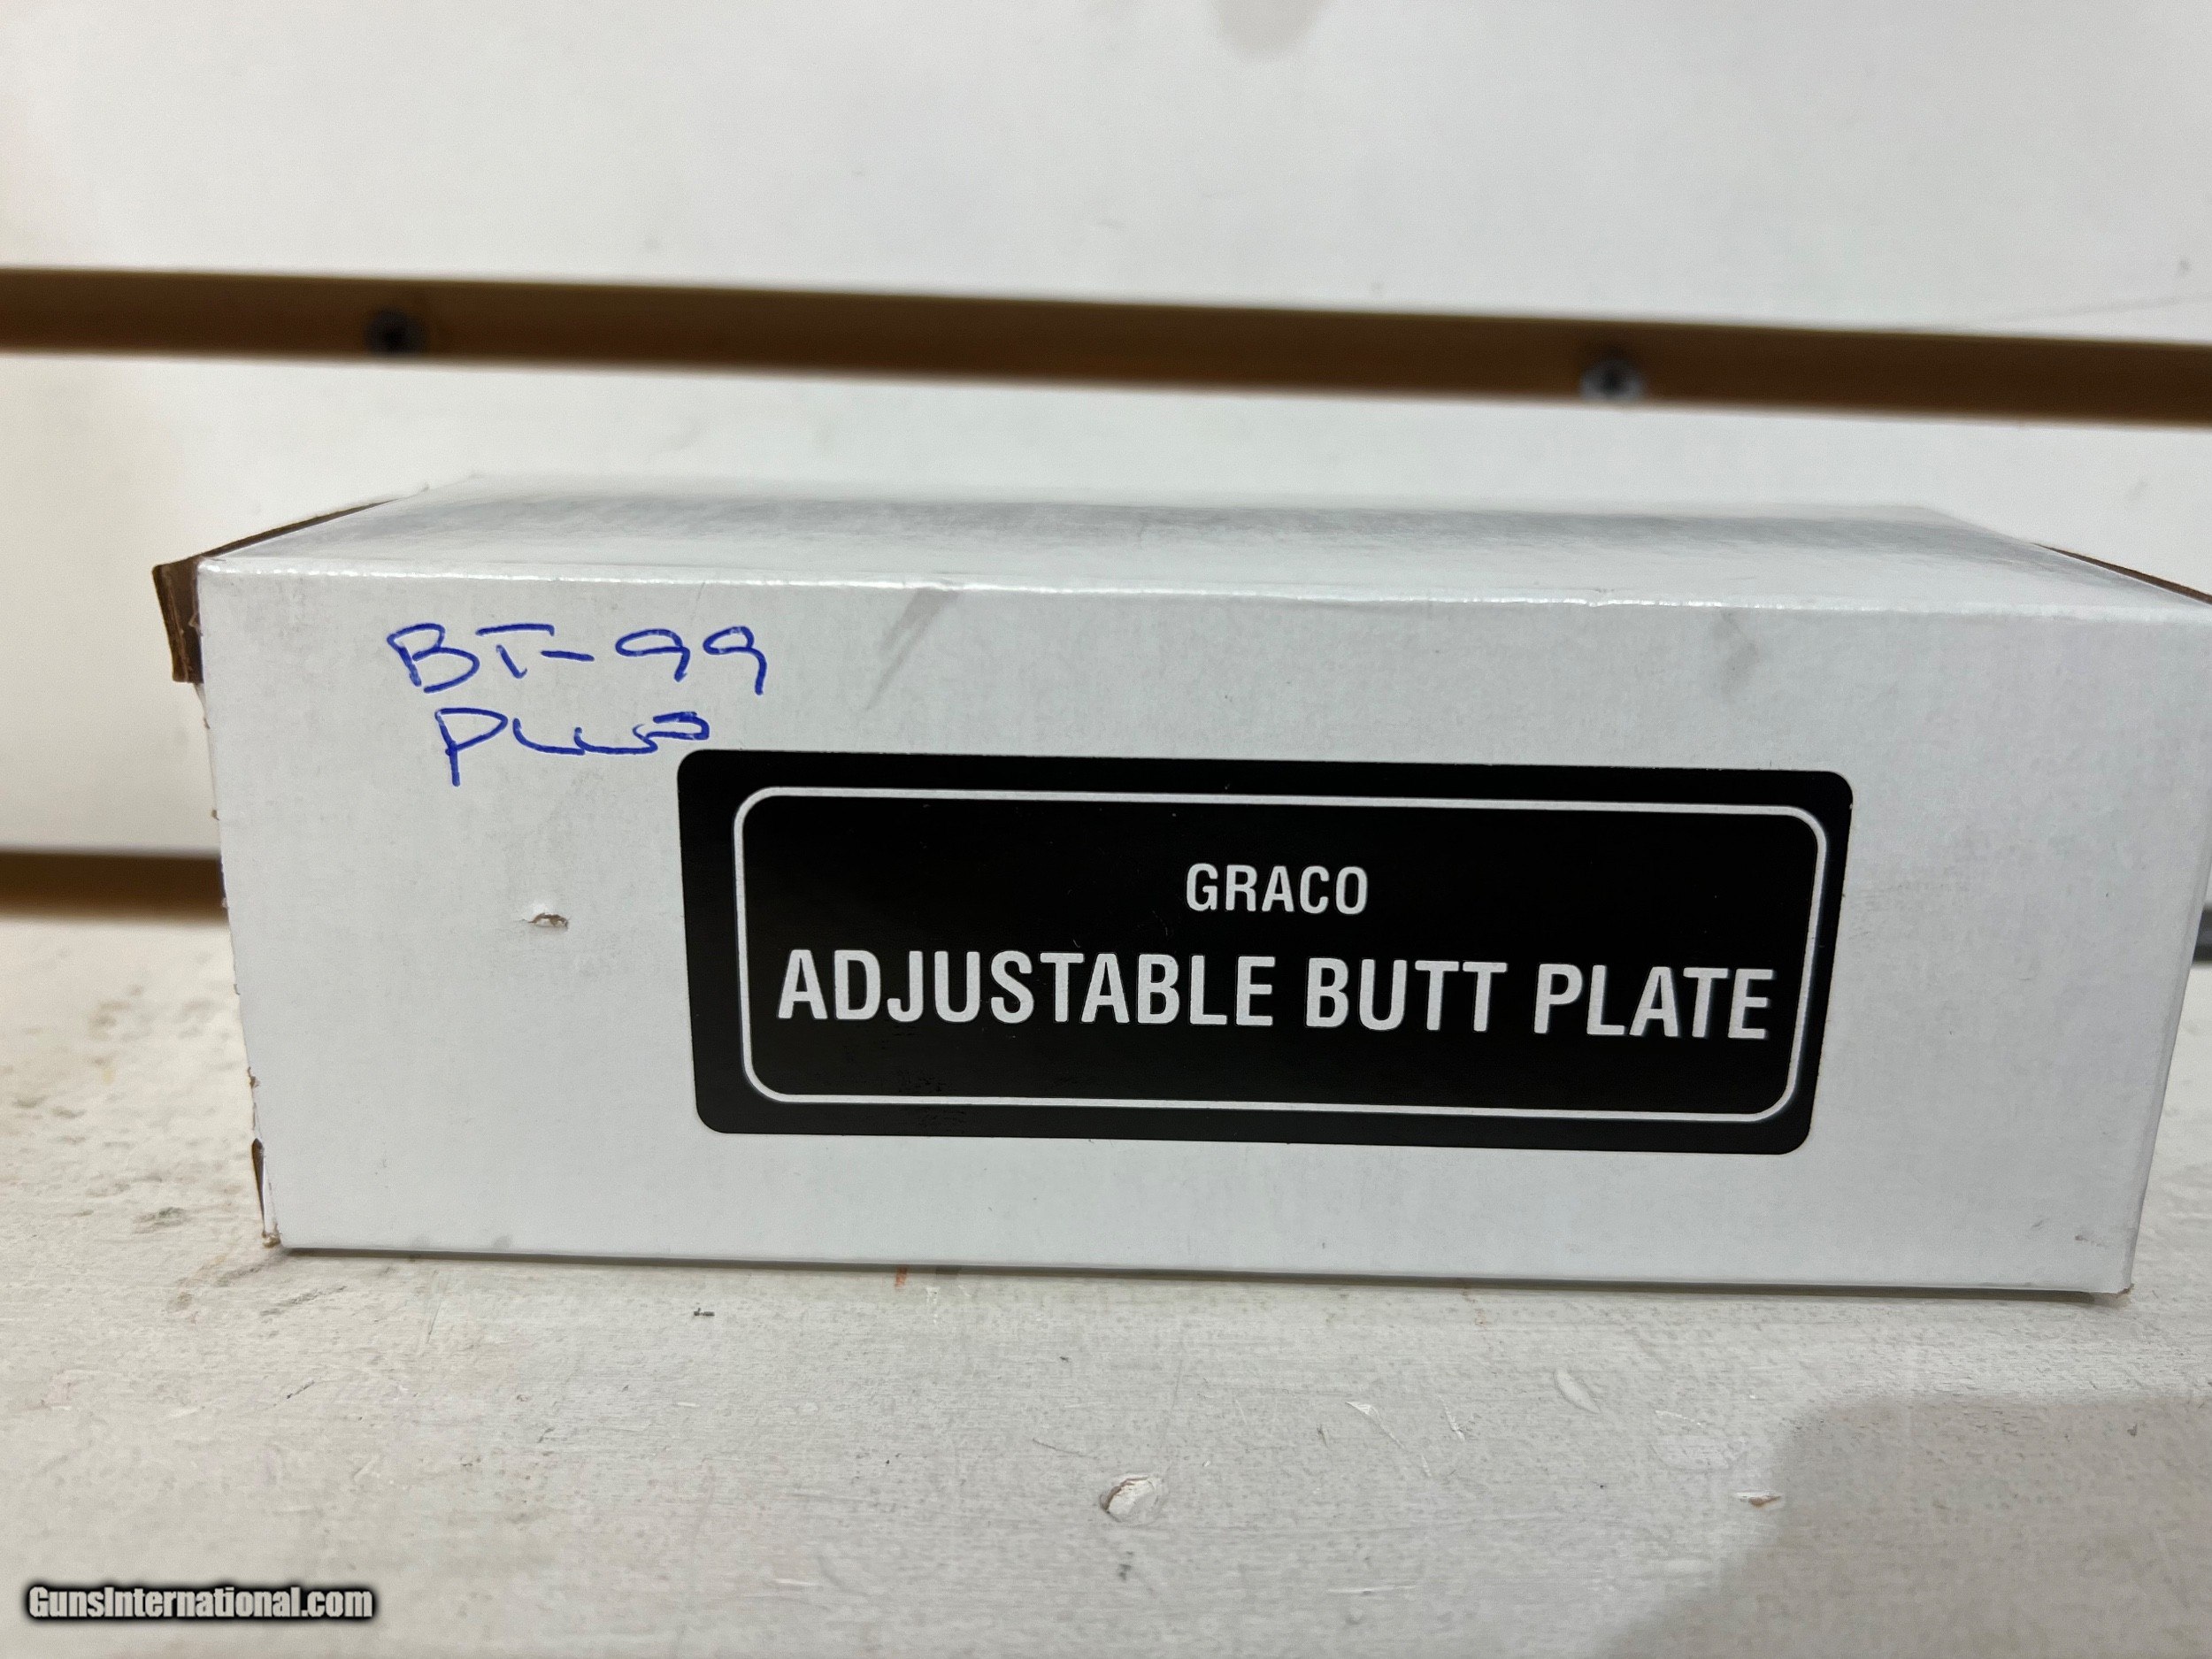 BT-99
PLUS
GRACO
ADJUSTABLE BUTT PLATE
GunsInternational.com